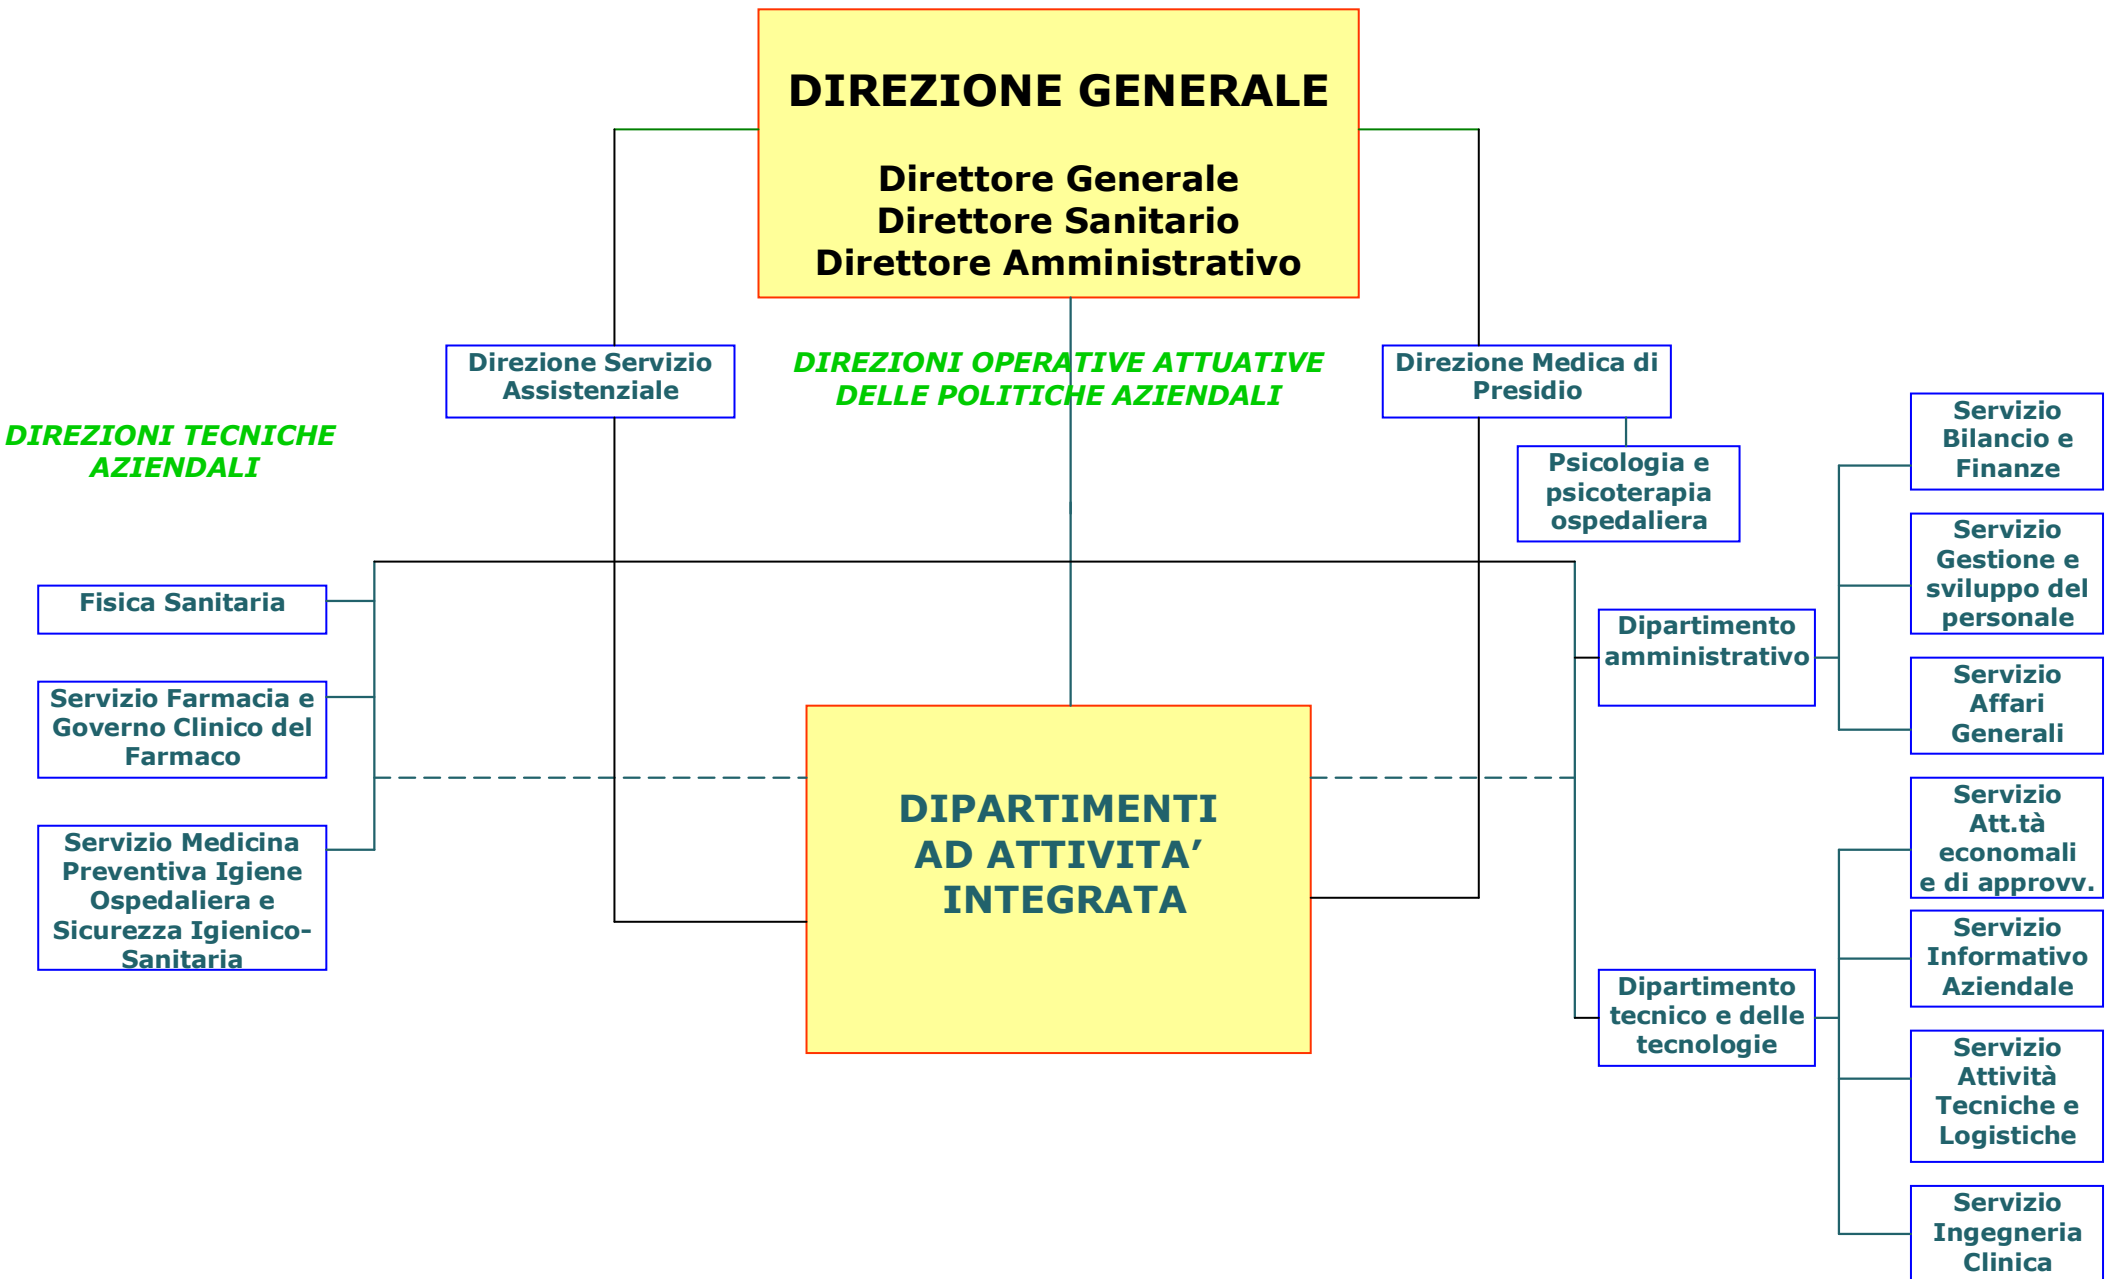 DIREZIONE GENERALE
Direttore Generale
Direttore Sanitario
Direttore Amministrativo
Direzione Servizio
Assistenziale
DIREZIONI OPERATIVE ATTUATIVE
DELLE POLITICHE AZIENDALI
Direzione Medica di
Presidio
Psicologia e
psicoterapia
ospedaliera
DIREZIONI TECNICHE
AZIENDALI
Fisica Sanitaria
Servizio Farmacia e
Governo Clinico del
Farmaco
Servizio Medicina
Preventiva Igiene
Ospedaliera e
Sicurezza Igienico-
Sanitaria
DIPARTIMENTI
AD ATTIVITA’
INTEGRATA
Dipartimento
amministrativo
Servizio
Bilancio e
Finanze
Servizio
Gestione e
sviluppo del
personale
Servizio
Affari
Generali
Dipartimento
tecnico e delle
tecnologie
Servizio
Att.tà
economali
e di approvv.
Servizio
Informativo
Aziendale
Servizio
Attività
Tecniche e
Logistiche
Servizio
Ingegneria
Clinica